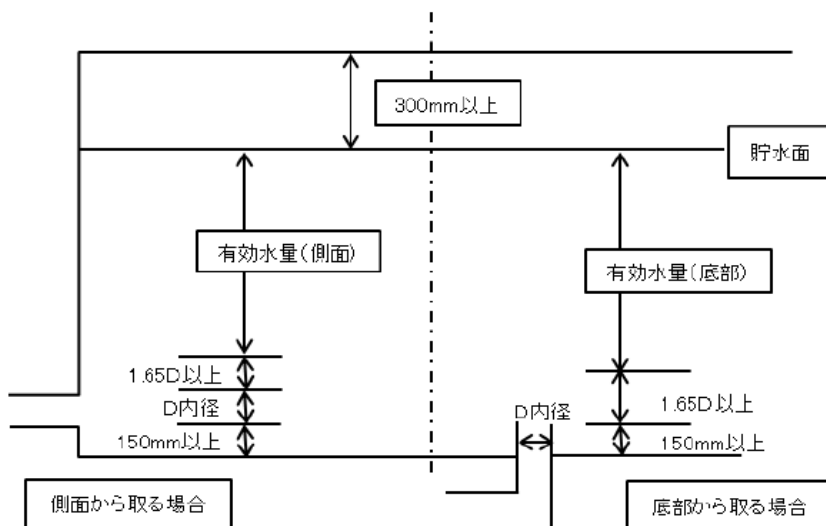 300mm以上
貯水面
有効水量(側面)
有効水量(底部)
1.65D以上
D内径
150mm以上
D内径
1.65D以上
150mm以上
側面から取る場合
底部から取る場合